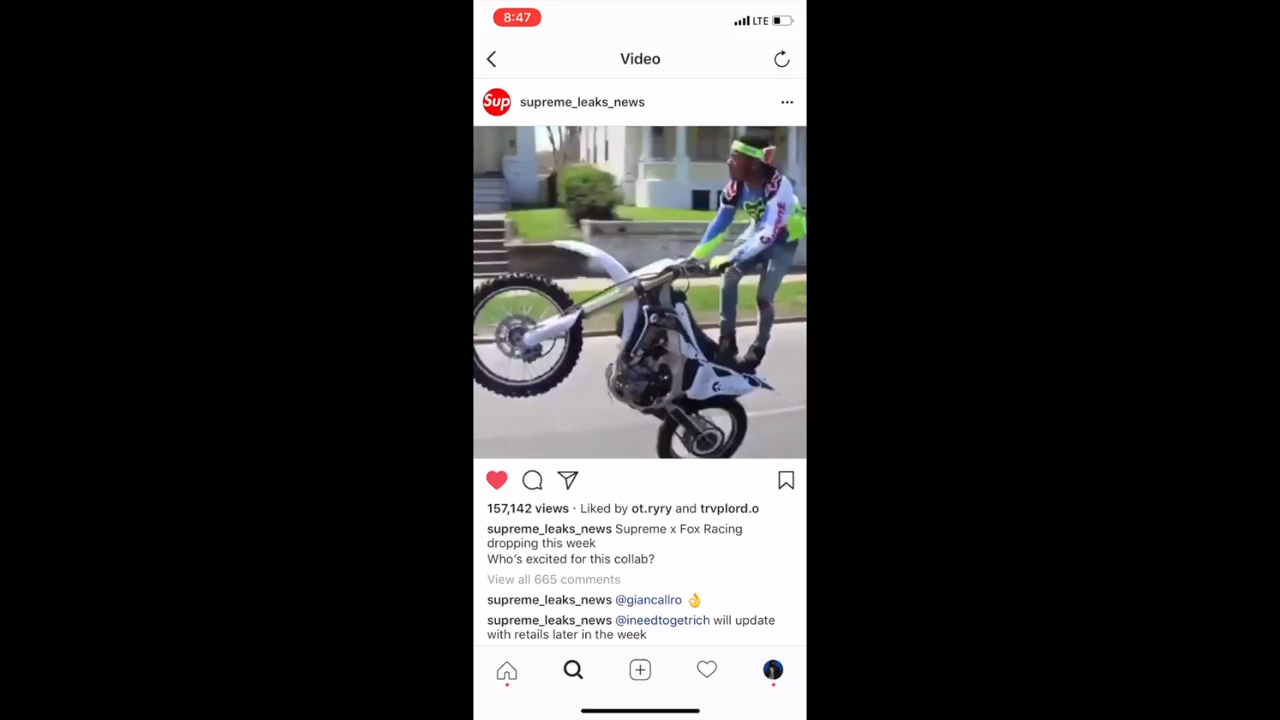 8:47
LTE
Video
Sup
supreme_leaks_news
157,142 views · Liked by ot.ryry and trvplord.o
supreme_leaks_news Supreme x Fox Racing
dropping this week
Who's excited for this collab?
View all 665 comments
supreme_leaks_news @giancallro 👌
supreme_leaks_news @ineedtogetrich will update
with retails later in the week